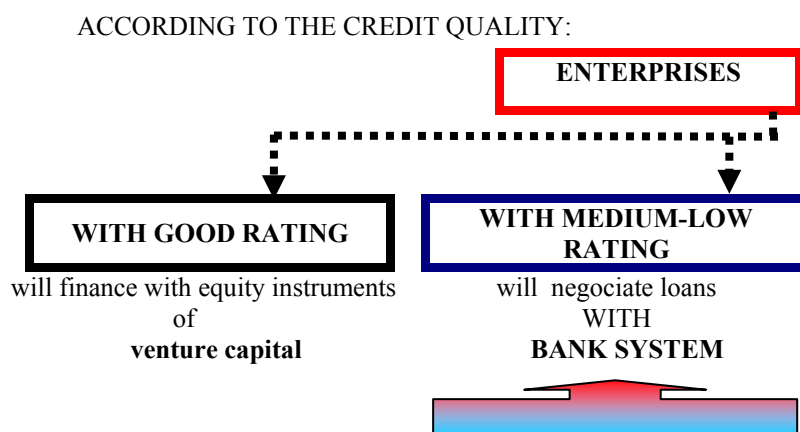 ACCORDING TO THE CREDIT QUALITY:
ENTERPRISES
WITH GOOD RATING
will finance with equity instruments
of
venture capital
WITH MEDIUM-LOW
RATING
will negociate loans
WITH
BANK SYSTEM